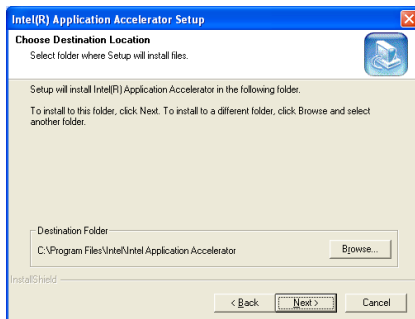 Intel(R) Application Accelerator Setup
Choose Destination Location
Select folder where Setup will install files.
Setup will install Intel(R) Application Accelerator in the following folder.
To install to this folder, click Next. To install to a different folder, click Browse and select
another folder.
Destination Folder
C:\Program Files\Intel\Intel Application Accelerator
Browse...
InstallShield
< Back
Next >
Cancel